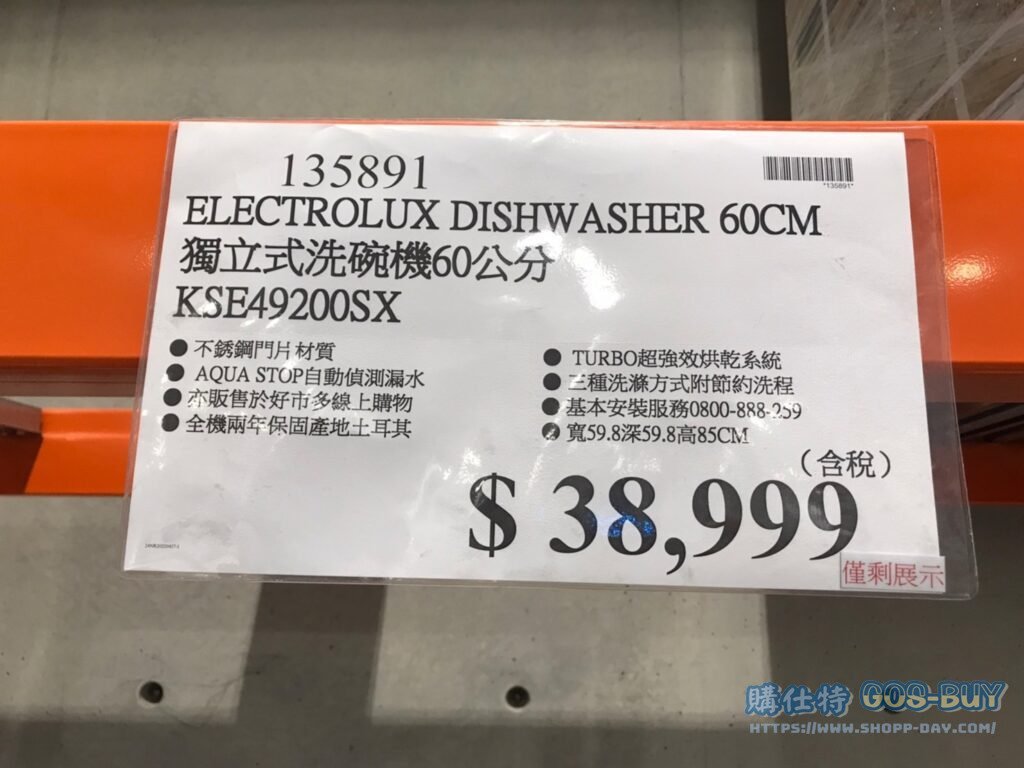 135891
*135891*
ELECTROLUX DISHWASHER 60CM
獨立式洗碗機60公分
KSE49200SX
● 不銹鋼門片材質
● AQUA STOP自動偵測漏水
● 亦販售於好市多線上購物
● 全機兩年保固產地土耳其
● TURBO超強效烘乾系統
● 三種洗滌方式附節約洗程
● 基本安裝服務0800-888-259
● 寬59.8深59.8高85CM
（含稅）
$ 38,999
僅剩展示
購仕特 GOS-BUY
HTTPS://WWW.SHOPP-DAY.COM/